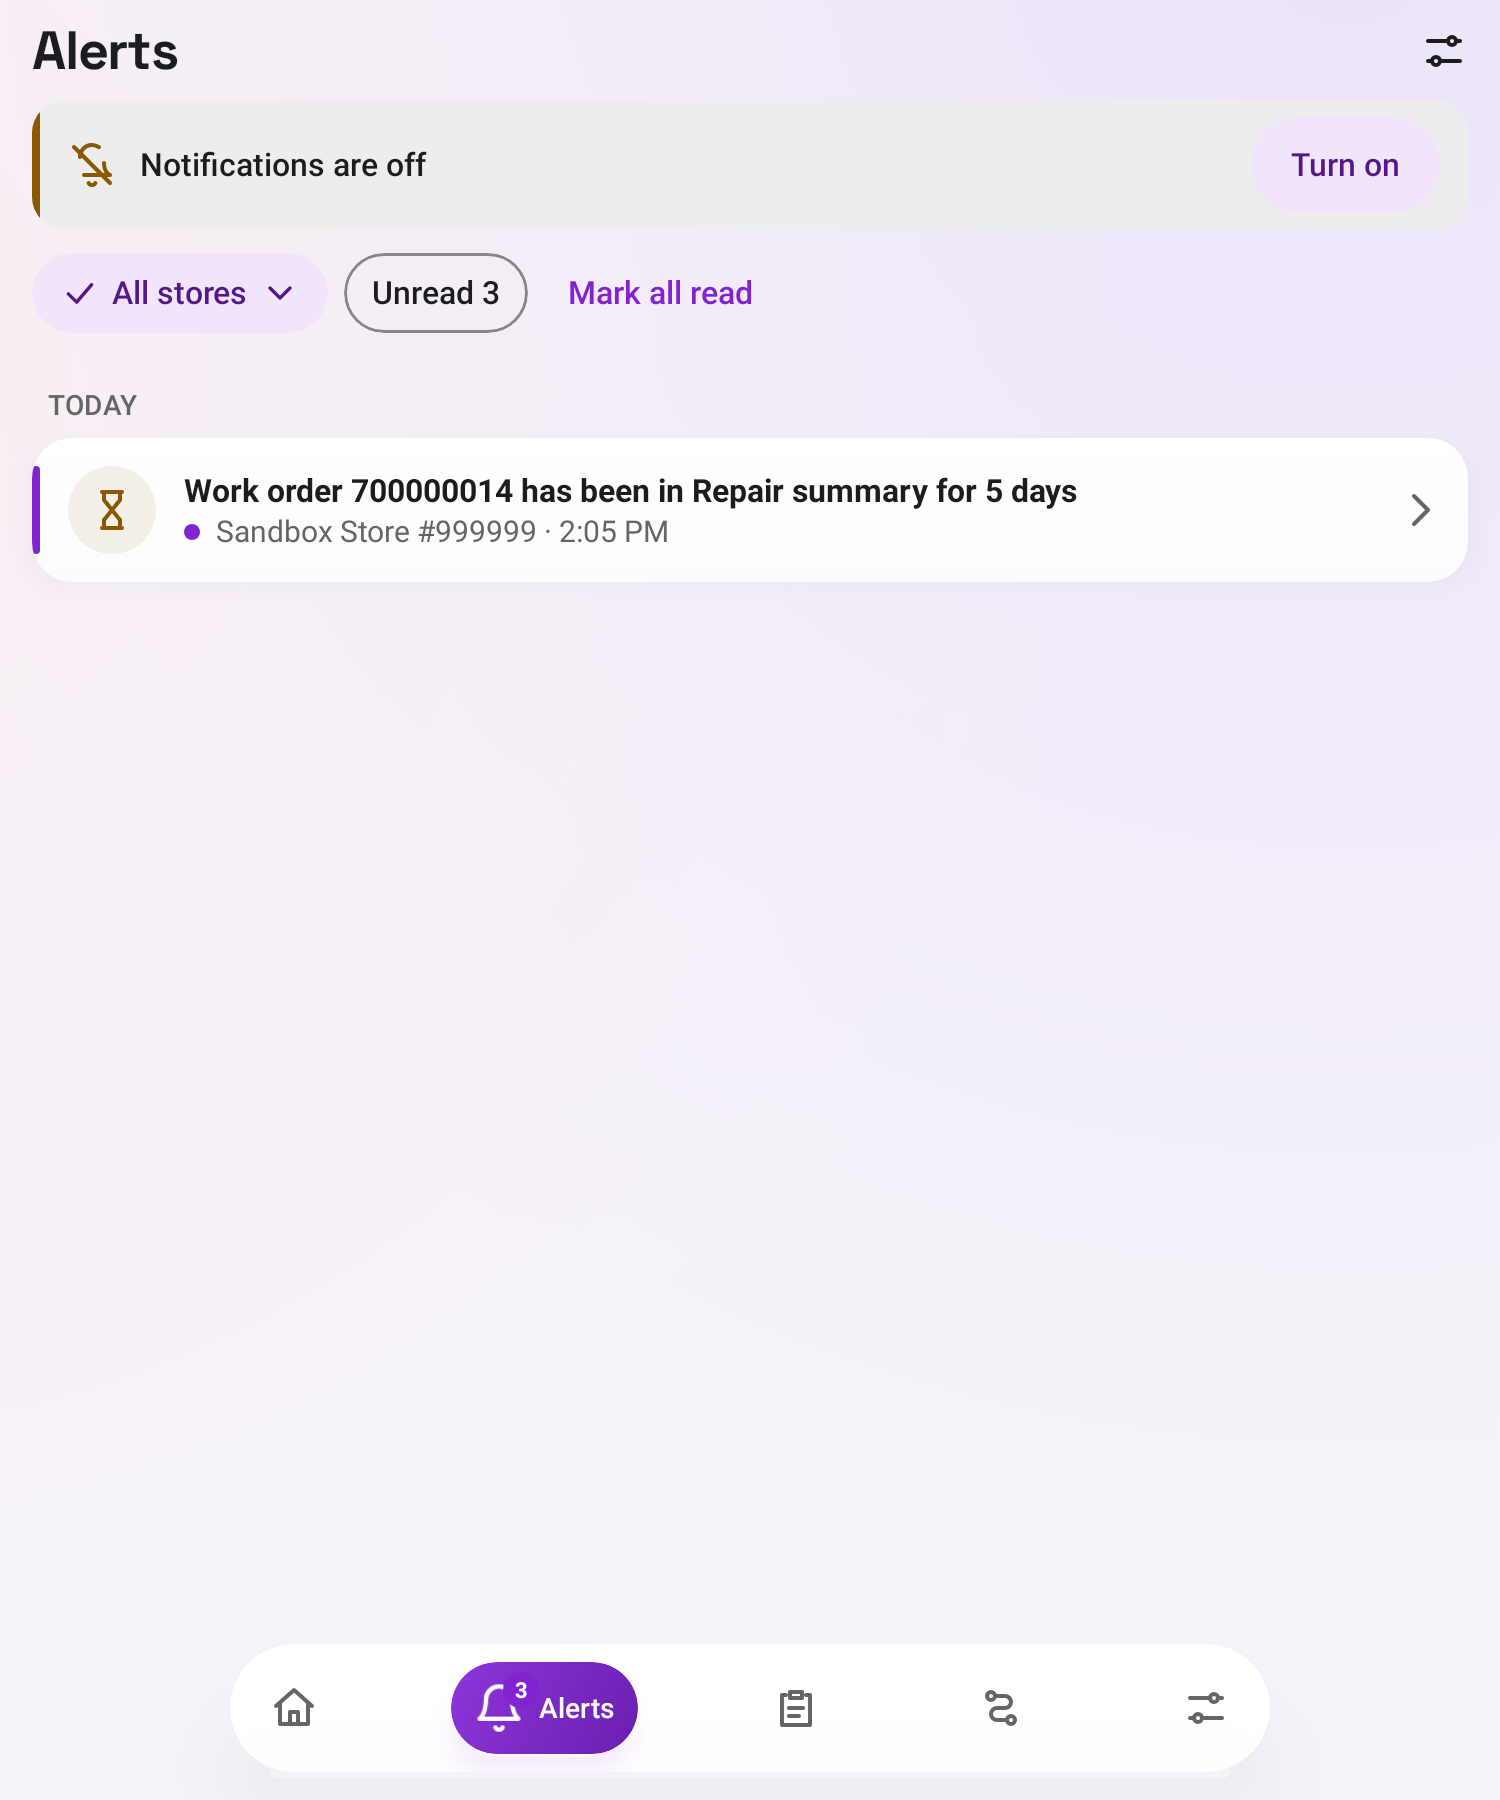 Alerts
Notifications are off
Turn on
All stores
Unread 3
Mark all read
TODAY
Work order 700000014 has been in Repair summary for 5 days
Sandbox Store #999999 · 2:05 PM
3
Alerts